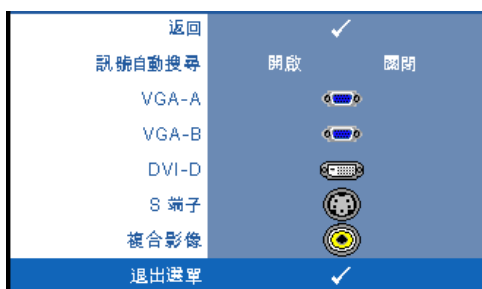 返回
訊號自動搜尋 開啟 關閉
VGA-A
VGA-B
DVI-D
S 端子
複合影像
退出選單